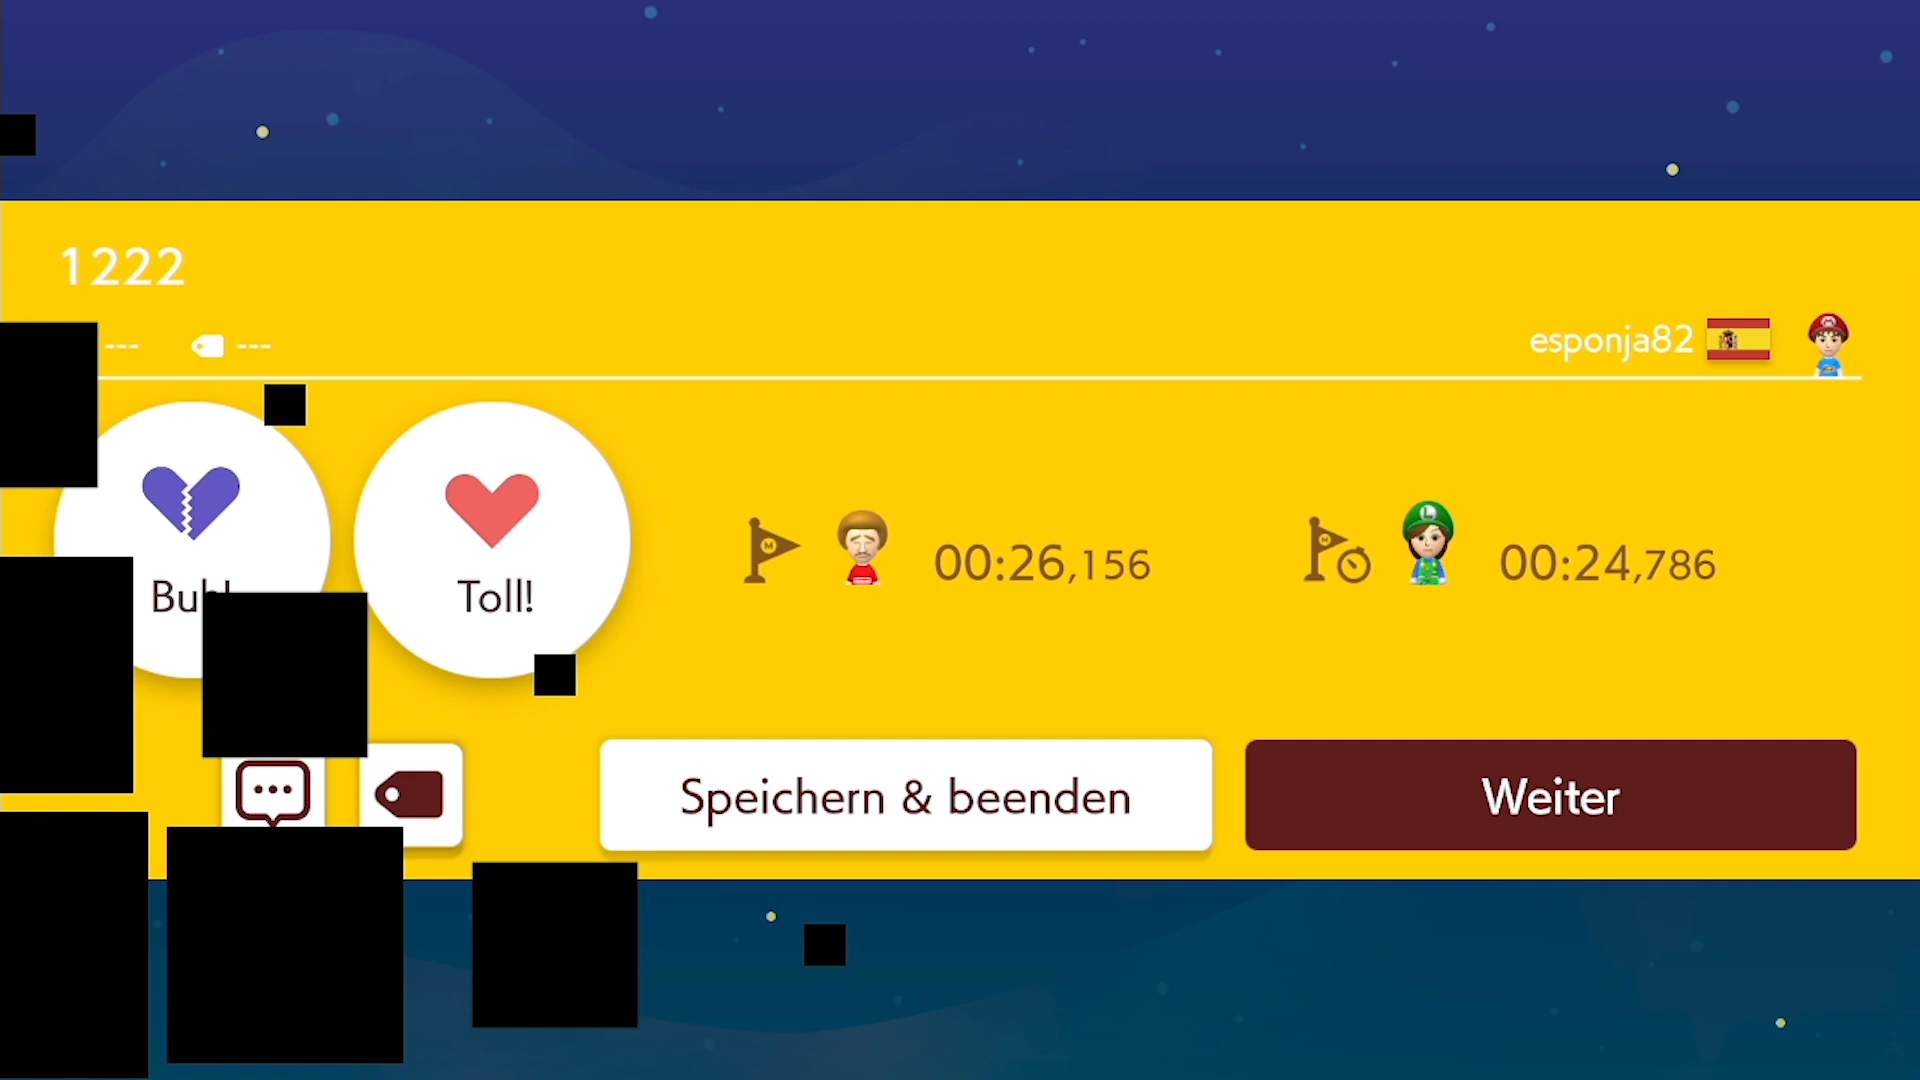 1222
--- ---
esponja82
Toll!
00:26,156
00:24,786
Speichern & beenden
Weiter